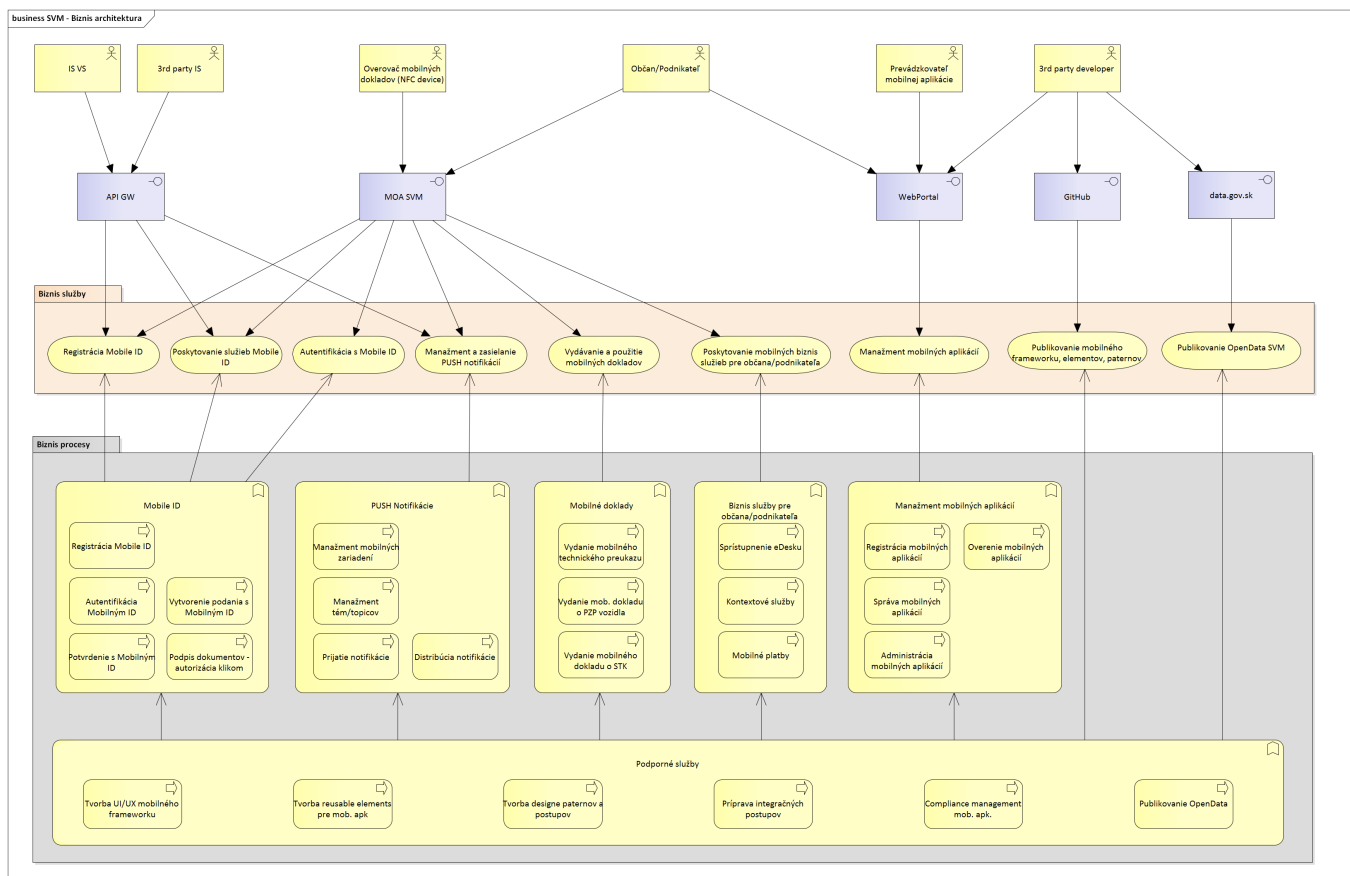 business SVM - Biznis architektura
IS VS
3rd party IS
Overovač mobilných
dokladov (NFC device)
Občan/Podnikateľ
Prevádzkovateľ
mobilnej aplikácie
3rd party developer
API GW
MOA SVM
WebPortal
GitHub
data.gov.sk
Biznis služby
Registrácia Mobile ID
Poskytovanie služieb Mobile
ID
Autentifikácia s Mobile ID
Manažment a zasielanie
PUSH notifikácií
Vydávanie a použitie
mobilných dokladov
Poskytovanie mobilných biznis
služieb pre občana/podnikateľa
Manažment mobilných aplikácií
Publikovanie mobilného
frameworku, elementov, paternov
Publikovanie OpenData SVM
Biznis procesy
Mobile ID
Registrácia Mobile ID
Autentifikácia
Mobilným ID
Vytvorenie podania s
Mobilným ID
Potvrdenie s Mobilným
ID
Podpis dokumentov -
autorizácia klikom
PUSH Notifikácie
Manažment mobilných
zariadení
Manažment
tém/topicov
Prijatie notifikácie
Distribúcia notifikácie
Mobilné doklady
Vydanie mobilného
technického preukazu
Vydanie mob. dokladu
o PZP vozidla
Vydanie mobilného
dokladu o STK
Biznis služby pre
občana/podnikateľa
Sprístupnenie eDesku
Kontextové služby
Mobilné platby
Manažment mobilných aplikácií
Registrácia mobilných
aplikácií
Overenie mobilných
aplikácií
Správa mobilných
aplikácií
Administrácia
mobilných aplikácií
Podporné služby
Tvorba UI/UX mobilného
frameworku
Tvorba reusable elements
pre mob. apk
Tvorba designe paternov a
postupov
Príprava integračných
postupov
Compliance management
mob. apk.
Publikovanie OpenData